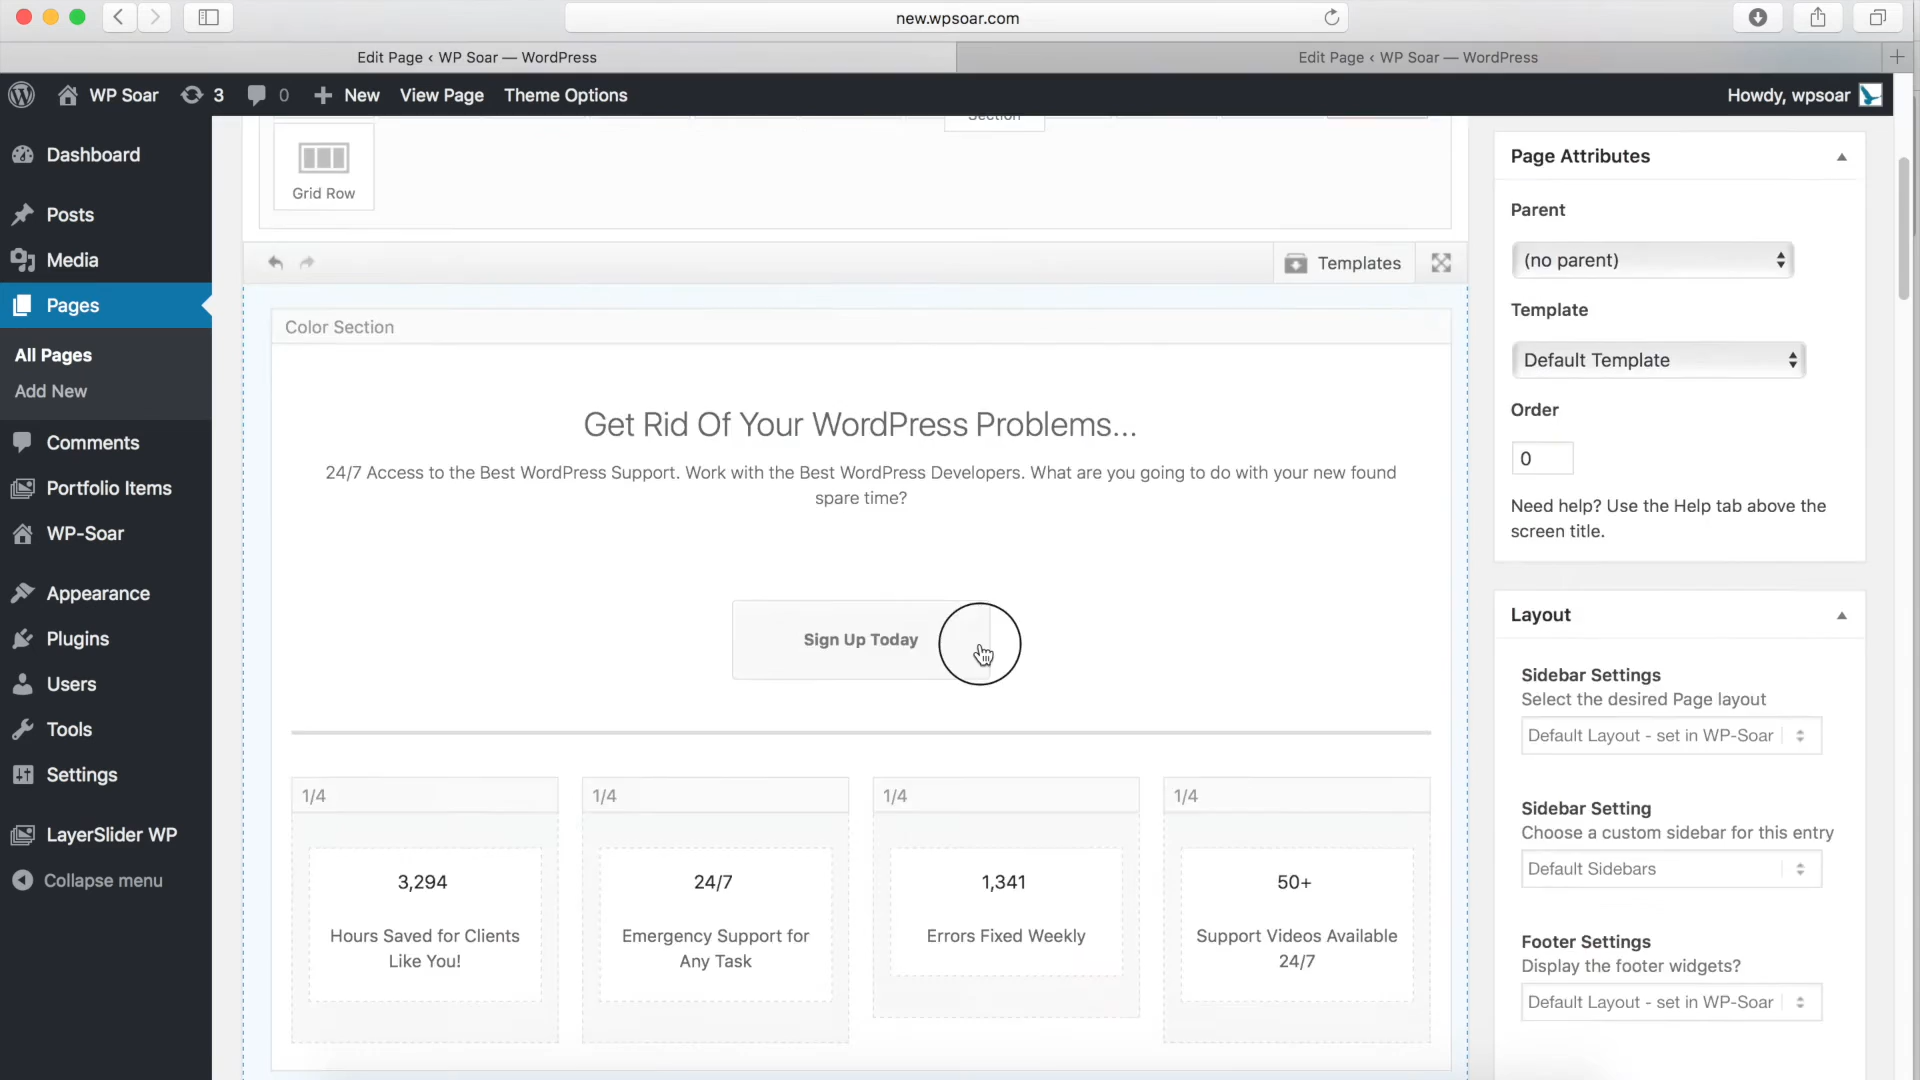 new.wpsoar.com
Edit Page ‹ WP Soar — WordPress
Edit Page ‹ WP Soar — WordPress
WP Soar
3
0
New
View Page
Theme Options
Howdy, wpsoar
Dashboard
Posts
Media
Pages
All Pages
Add New
Comments
Portfolio Items
WP-Soar
Appearance
Plugins
Users
Tools
Settings
LayerSlider WP
Collapse menu
Section
Grid Row
Templates
Color Section
Get Rid Of Your WordPress Problems...
24/7 Access to the Best WordPress Support. Work with the Best WordPress Developers. What are you going to do with your new found
spare time?
Sign Up Today
1/4
3,294
Hours Saved for Clients
Like You!
1/4
24/7
Emergency Support for
Any Task
1/4
1,341
Errors Fixed Weekly
1/4
50+
Support Videos Available
24/7
Page Attributes
Parent
(no parent)
Template
Default Template
Order
0
Need help? Use the Help tab above the
screen title.
Layout
Sidebar Settings
Select the desired Page layout
Default Layout - set in WP-Soar
Sidebar Setting
Choose a custom sidebar for this entry
Default Sidebars
Footer Settings
Display the footer widgets?
Default Layout - set in WP-Soar